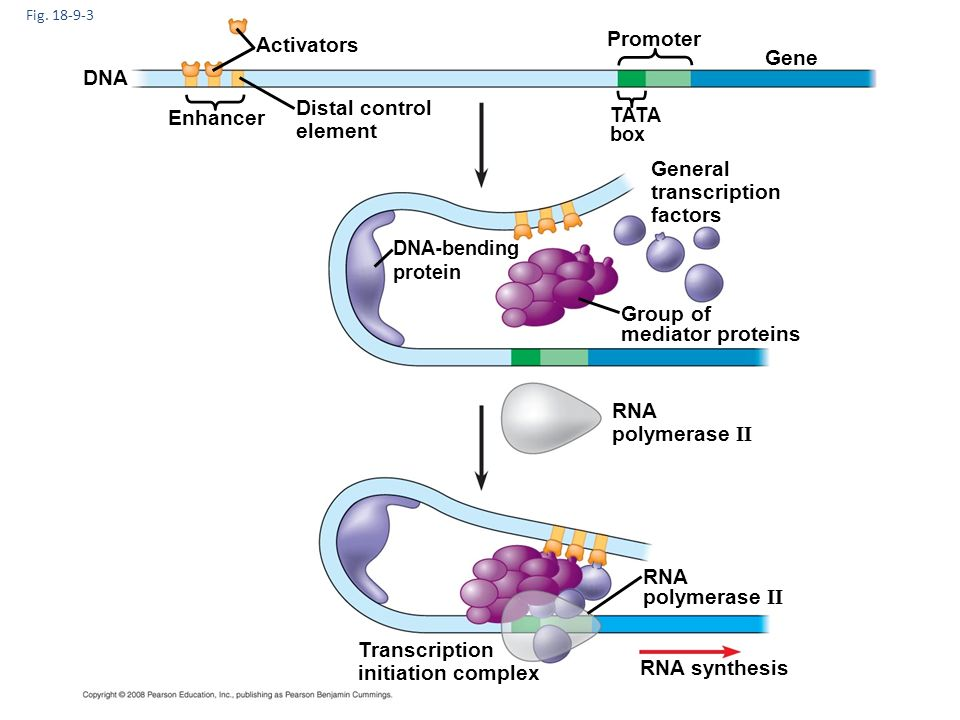 Fig. 18-9-3
Activators
Promoter
Gene
DNA
Enhancer
Distal control
element
TATA
box
General
transcription
factors
DNA-bending
protein
Group of
mediator proteins
RNA
polymerase II
RNA
polymerase II
Transcription
initiation complex
RNA synthesis
Copyright © 2008 Pearson Education, Inc., publishing as Pearson Benjamin Cummings.